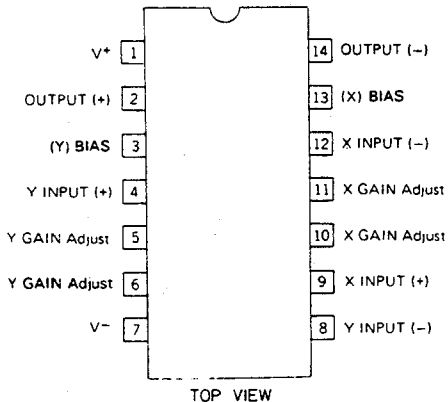 V+ 1
OUTPUT (+) 2
(Y) BIAS 3
Y INPUT (+) 4
Y GAIN Adjust 5
Y GAIN Adjust 6
V− 7
14 OUTPUT (−)
13 (X) BIAS
12 X INPUT (−)
11 X GAIN Adjust
10 X GAIN Adjust
9 X INPUT (+)
8 Y INPUT (−)
TOP VIEW